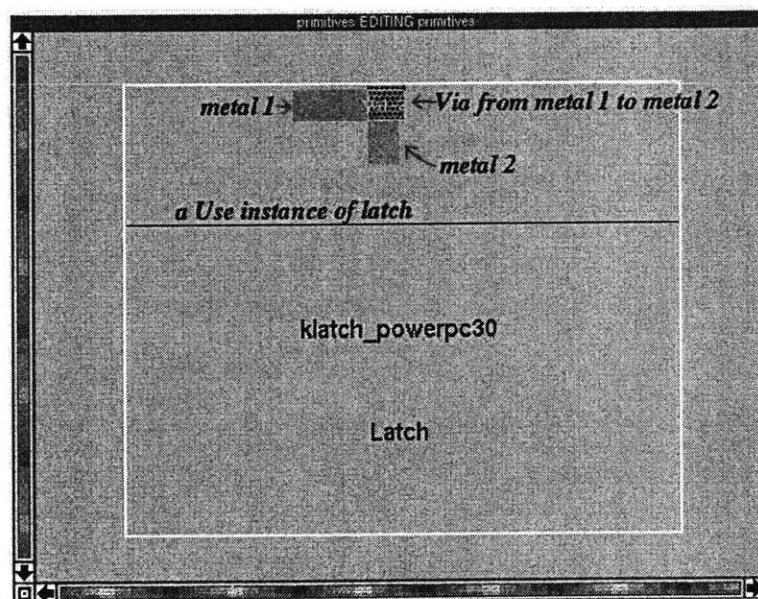 primitives EDITING primitives
metal 1
Via from metal 1 to metal 2
metal 2
a Use instance of latch
klatch_powerpc30
Latch